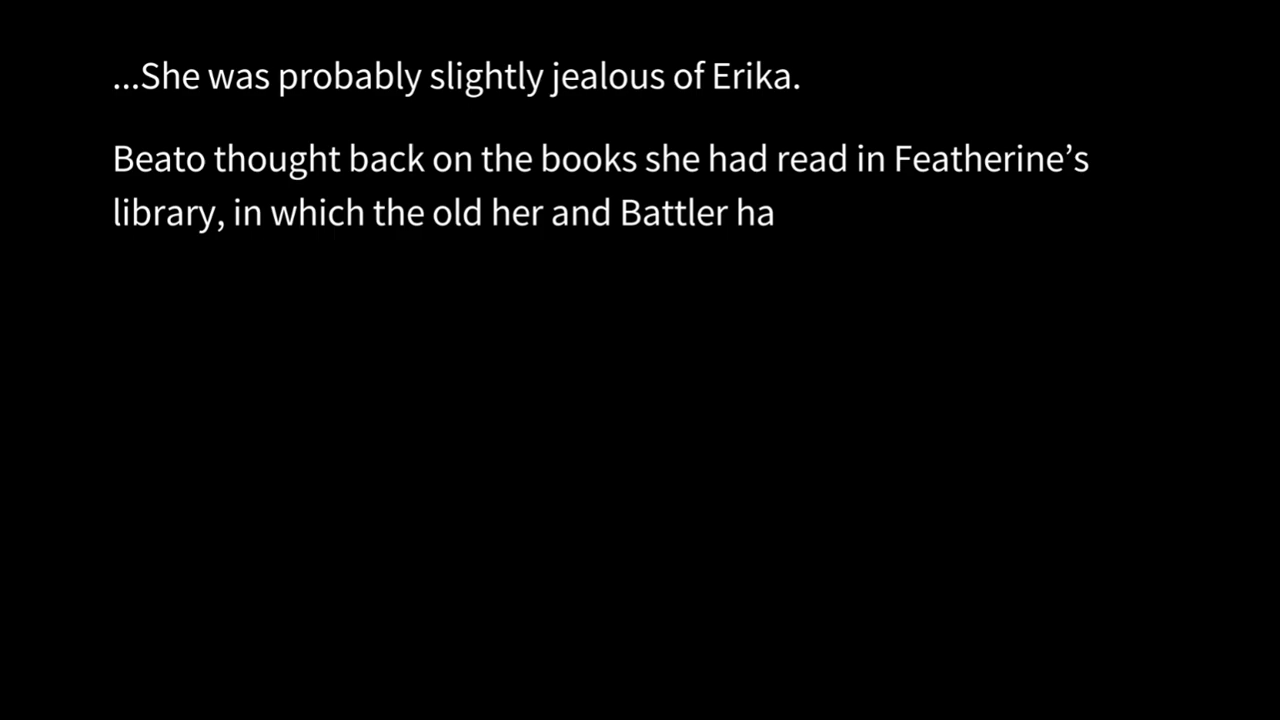 ...She was probably slightly jealous of Erika.
Beato thought back on the books she had read in Featherine’s
library, in which the old her and Battler ha